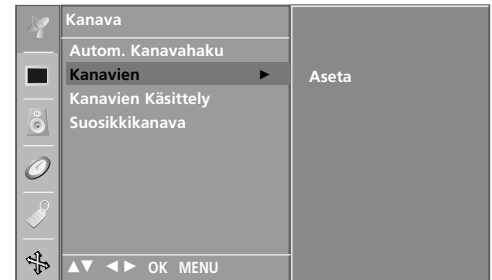 Kanava
Autom. Kanavahaku
Kanavien ►
Aseta
Kanavien Käsittely
Suosikkikanava
▲▼ ◄► OK MENU